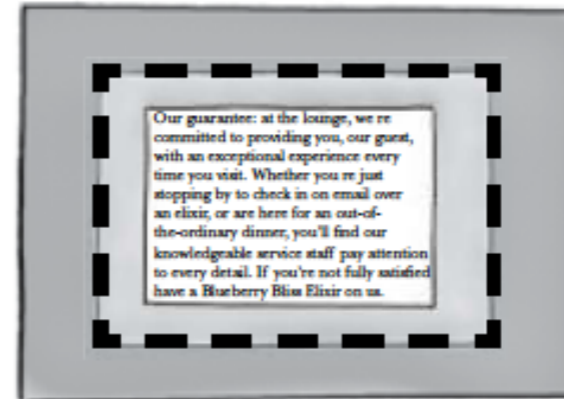 Our guarantee: at the lounge, we re
committed to providing you, our guest,
with an exceptional experience every
time you visit. Whether you re just
stopping by to check in on email over
an elixir, or are here for an out-of-
the-ordinary dinner, you'll find our
knowledgeable service staff pay attention
to every detail. If you're not fully satisfied
have a Blueberry Bliss Elixir on us.